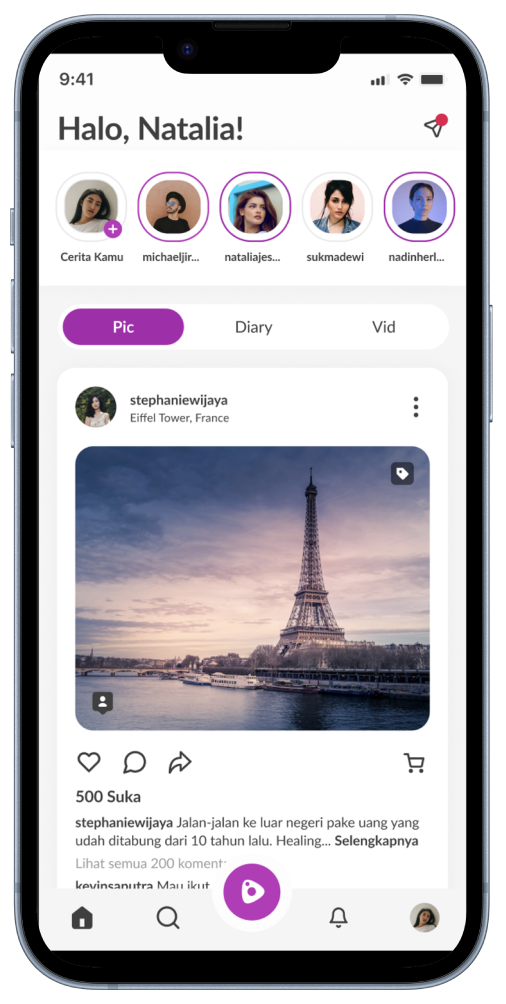 9:41
Halo, Natalia!
Cerita Kamu
michaeljir...
nataliajes...
sukmadewi
nadinherl...
Pic
Diary
Vid
stephaniewijaya
Eiffel Tower, France
500 Suka
stephaniewijaya Jalan-jalan ke luar negeri pake uang yang
udah ditabung dari 10 tahun lalu. Healing... Selengkapnya
Lihat semua 200 koment
kevinsaputra Mau ikut